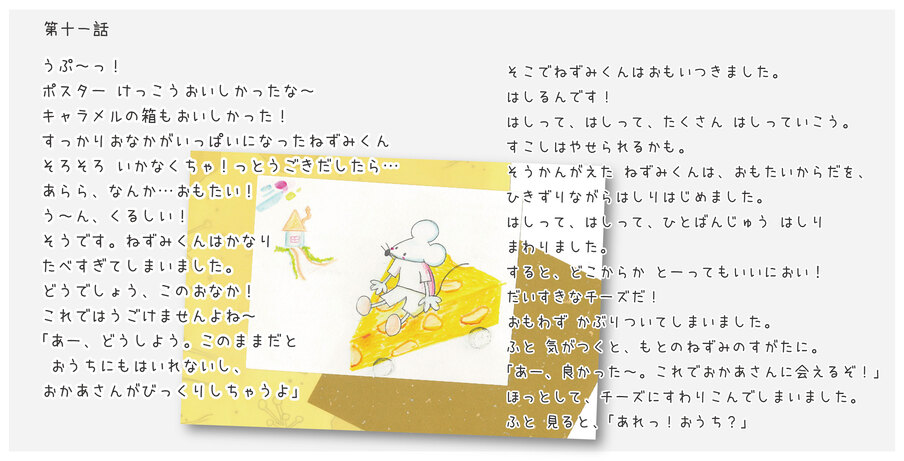 第十一話
うぷ〜っ！
ポスター けっこうおいしかったな〜
キャラメルの箱もおいしかった！
すっかりおなかがいっぱいになったねずみくん
そろそろ いかなくちゃ！っとうごきだしたら…
あらら、なんか…おもたい！
う〜ん、くるしい！
そうです。ねずみくんはかなり
たべすぎてしまいました。
どうでしょう、このおなか！
これではうごけませんよね〜
「あー、どうしよう。このままだと
おうちにもはいれないし、
おかあさんがびっくりしちゃうよ」
そこでねずみくんはおもいつきました。
はしるんです！
はしって、はしって、たくさん はしっていこう。
すこしはやせられるかも。
そうかんがえた ねずみくんは、おもたいからだを、
ひきずりながらはしりはじめました。
はしって、はしって、ひとばんじゅう はしり
まわりました。
すると、どこからか とーってもいいにおい！
だいすきなチーズだ！
おもわず かぶりついてしまいました。
ふと 気がつくと、もとのねずみのすがたに。
「あー、良かった〜。これでおかあさんに会えるぞ！」
ほっとして、チーズにすわりこんでしまいました。
ふと 見ると、「あれっ！おうち？」